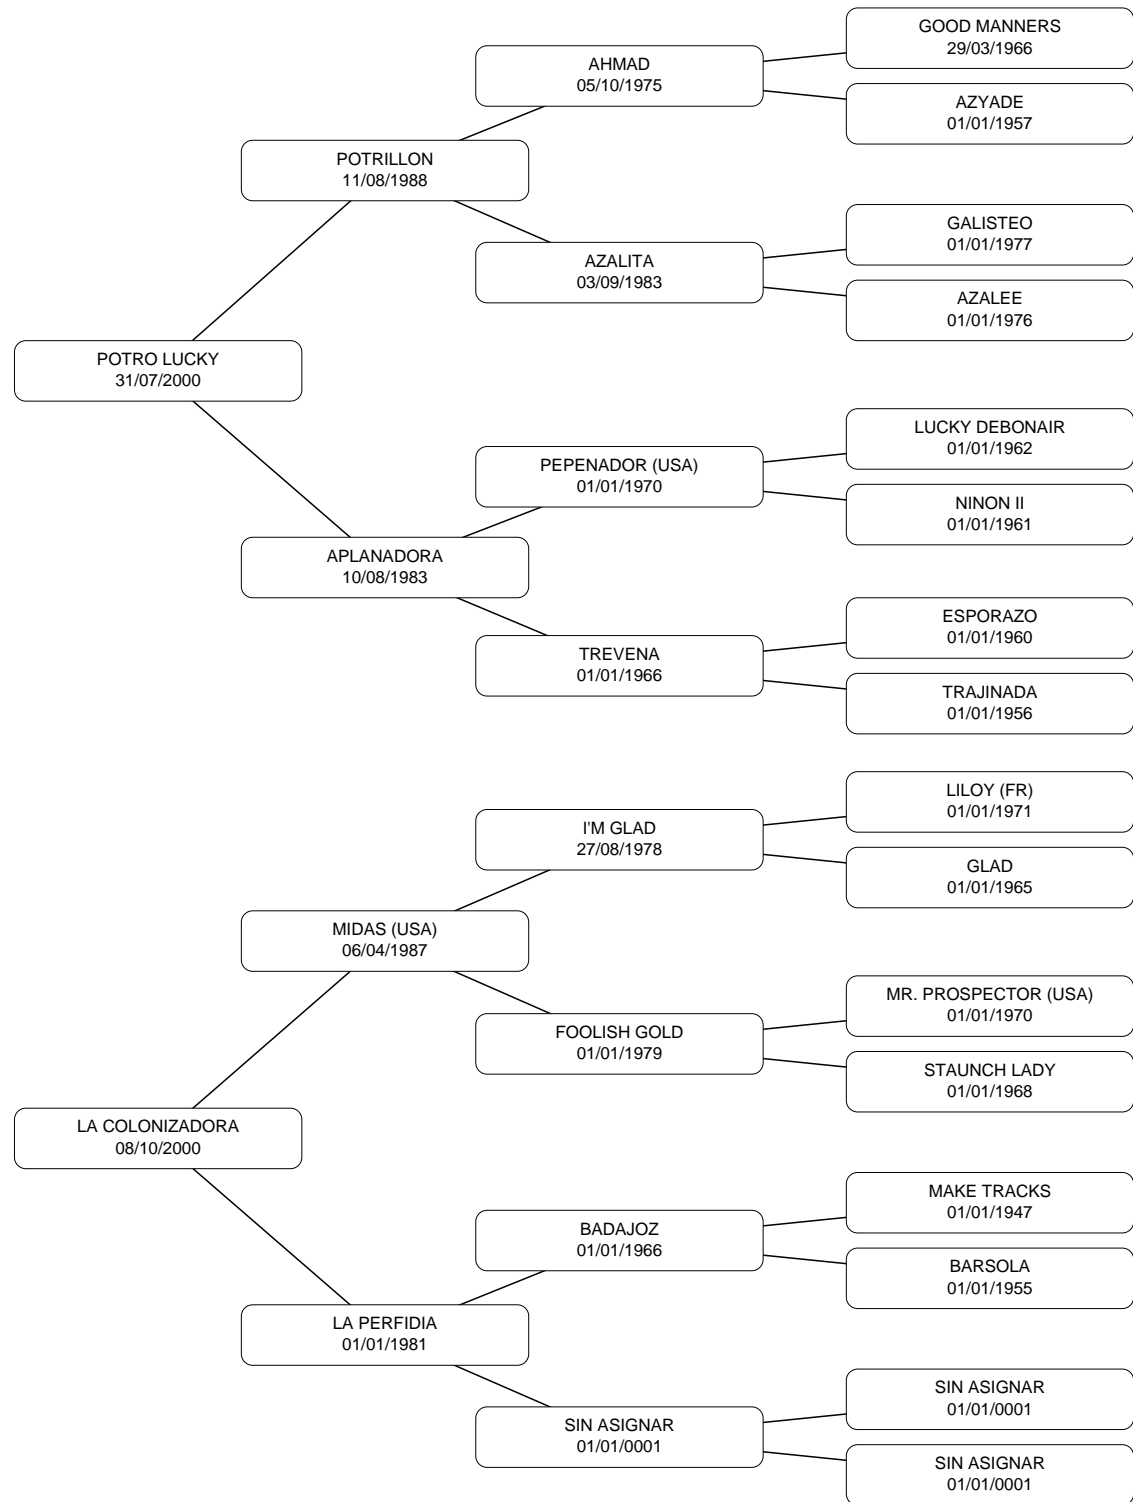 GOOD MANNERS
29/03/1966
AHMAD
05/10/1975
AZYADE
01/01/1957
POTRILLON
11/08/1988
GALISTEO
01/01/1977
AZALITA
03/09/1983
AZALEE
01/01/1976
POTRO LUCKY
31/07/2000
LUCKY DEBONAIR
01/01/1962
PEPENADOR (USA)
01/01/1970
NINON II
01/01/1961
APLANADORA
10/08/1983
ESPORAZO
01/01/1960
TREVENA
01/01/1966
TRAJINADA
01/01/1956
LILOY (FR)
01/01/1971
I'M GLAD
27/08/1978
GLAD
01/01/1965
MIDAS (USA)
06/04/1987
MR. PROSPECTOR (USA)
01/01/1970
FOOLISH GOLD
01/01/1979
STAUNCH LADY
01/01/1968
LA COLONIZADORA
08/10/2000
MAKE TRACKS
01/01/1947
BADAJOZ
01/01/1966
BARSOLA
01/01/1955
LA PERFIDIA
01/01/1981
SIN ASIGNAR
01/01/0001
SIN ASIGNAR
01/01/0001
SIN ASIGNAR
01/01/0001